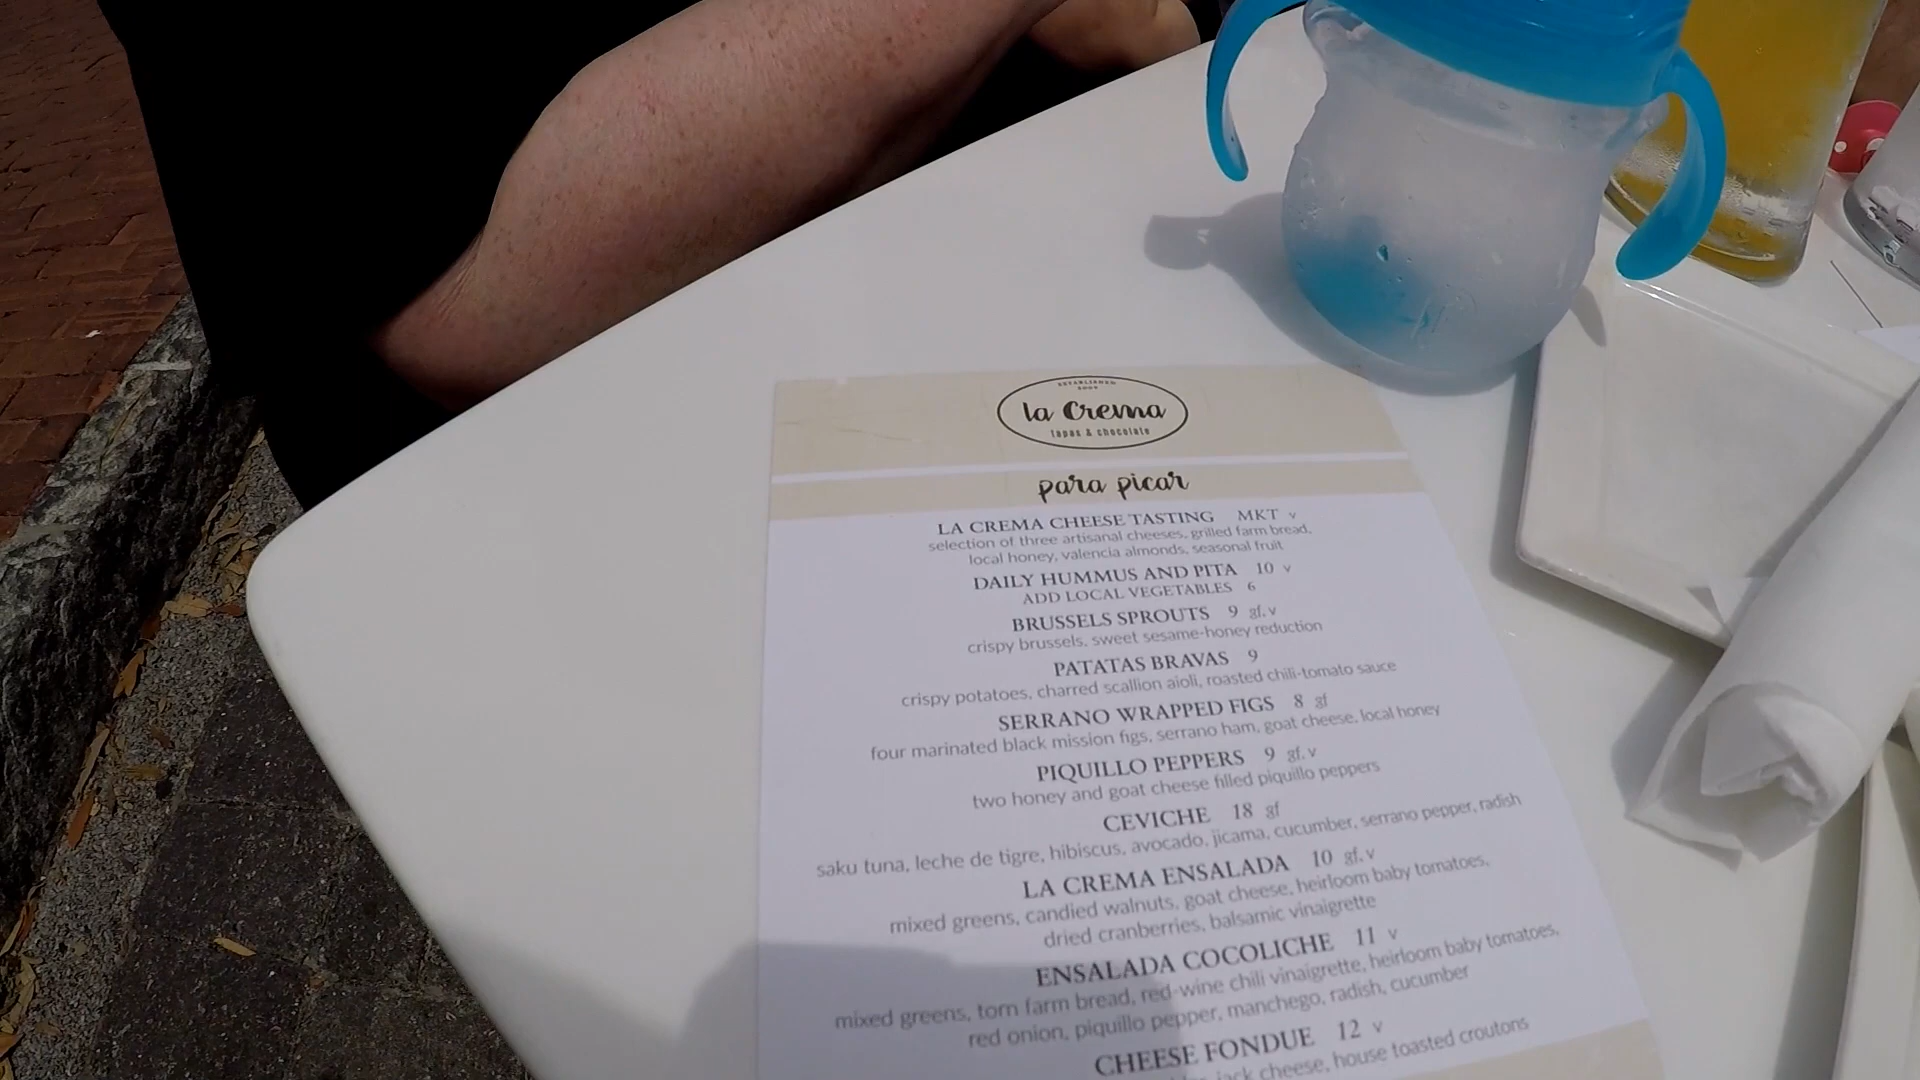 ESTABLISHED
2009
la Crema
tapas & chocolate
para picar
LA CREMA CHEESE TASTING MKT v
selection of three artisanal cheeses, grilled farm bread,
local honey, valencia almonds, seasonal fruit
DAILY HUMMUS AND PITA 10 v
ADD LOCAL VEGETABLES 6
BRUSSELS SPROUTS 9 gf, v
crispy brussels, sweet sesame-honey reduction
PATATAS BRAVAS 9
crispy potatoes, charred scallion aioli, roasted chili-tomato sauce
SERRANO WRAPPED FIGS 8 gf
four marinated black mission figs, serrano ham, goat cheese, local honey
PIQUILLO PEPPERS 9 gf, v
two honey and goat cheese filled piquillo peppers
CEVICHE 18 gf
saku tuna, leche de tigre, hibiscus, avocado, jicama, cucumber, serrano pepper, radish
LA CREMA ENSALADA 10 gf, v
mixed greens, candied walnuts, goat cheese, heirloom baby tomatoes,
dried cranberries, balsamic vinaigrette
ENSALADA COCOLICHE 11 v
mixed greens, torn farm bread, red-wine chili vinaigrette, heirloom baby tomatoes,
red onion, piquillo pepper, manchego, radish, cucumber
CHEESE FONDUE 12 v
jack cheese, house toasted croutons